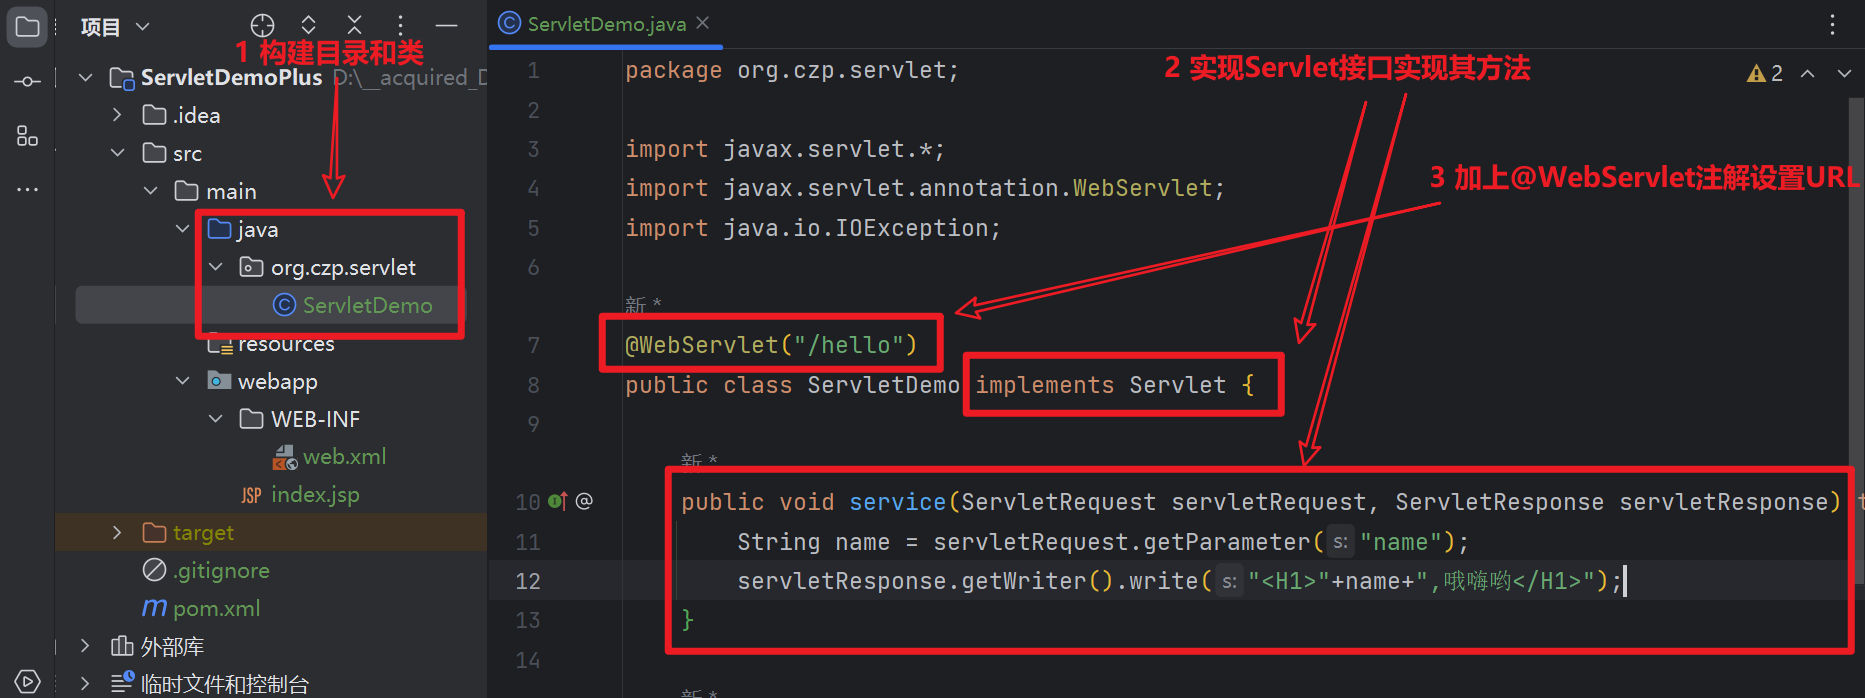 项目
1 构建目录和类
ServletDemoPlus D:\__acquired_D
.idea
src
main
java
org.czp.servlet
ServletDemo
resources
webapp
WEB-INF
web.xml
JSP index.jsp
target
.gitignore
m pom.xml
外部库
临时文件和控制台
ServletDemo.java
2 实现Servlet接口实现其方法
3 加上@WebServlet注解设置URL
2
1 package org.czp.servlet;
2
3 import javax.servlet.*;
4 import javax.servlet.annotation.WebServlet;
5 import java.io.IOException;
6
新 *
7 @WebServlet("/hello")
8 public class ServletDemo implements Servlet {
9
新 *
10 public void service(ServletRequest servletRequest, ServletResponse servletResponse) t
11 String name = servletRequest.getParameter( s: "name");
12 servletResponse.getWriter().write( s: "<H1>"+name+",哦嗨哟</H1>");
13 }
14
新 *